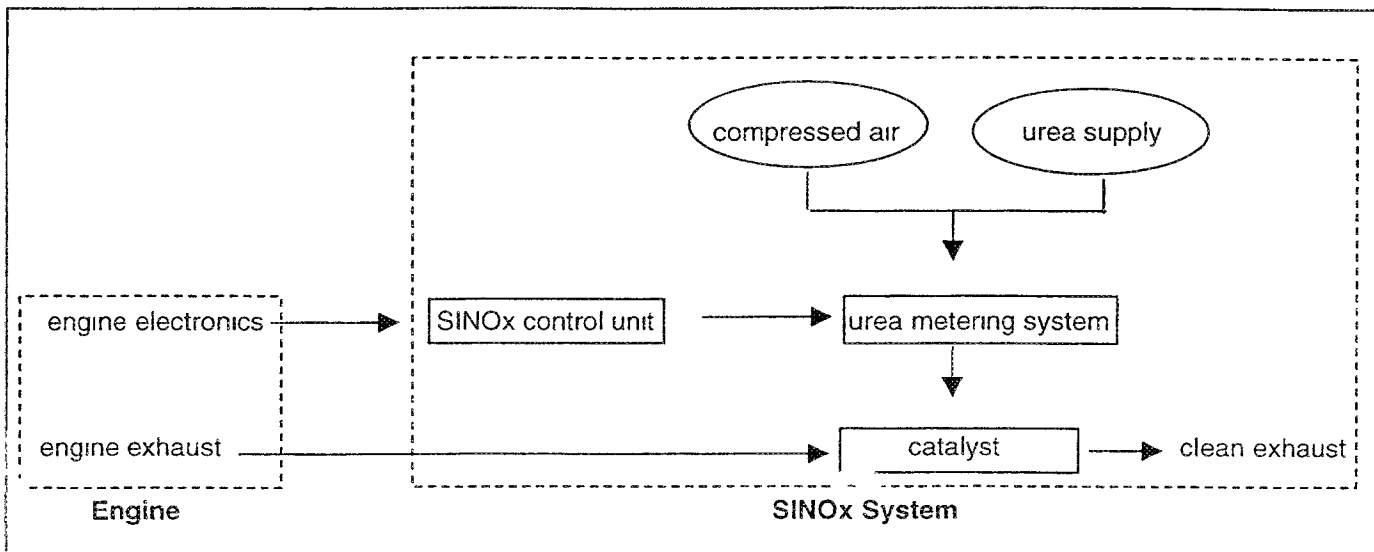 compressed air
urea supply
engine electronics
SINOx control unit
urea metering system
engine exhaust
catalyst
clean exhaust
Engine
SINOx System